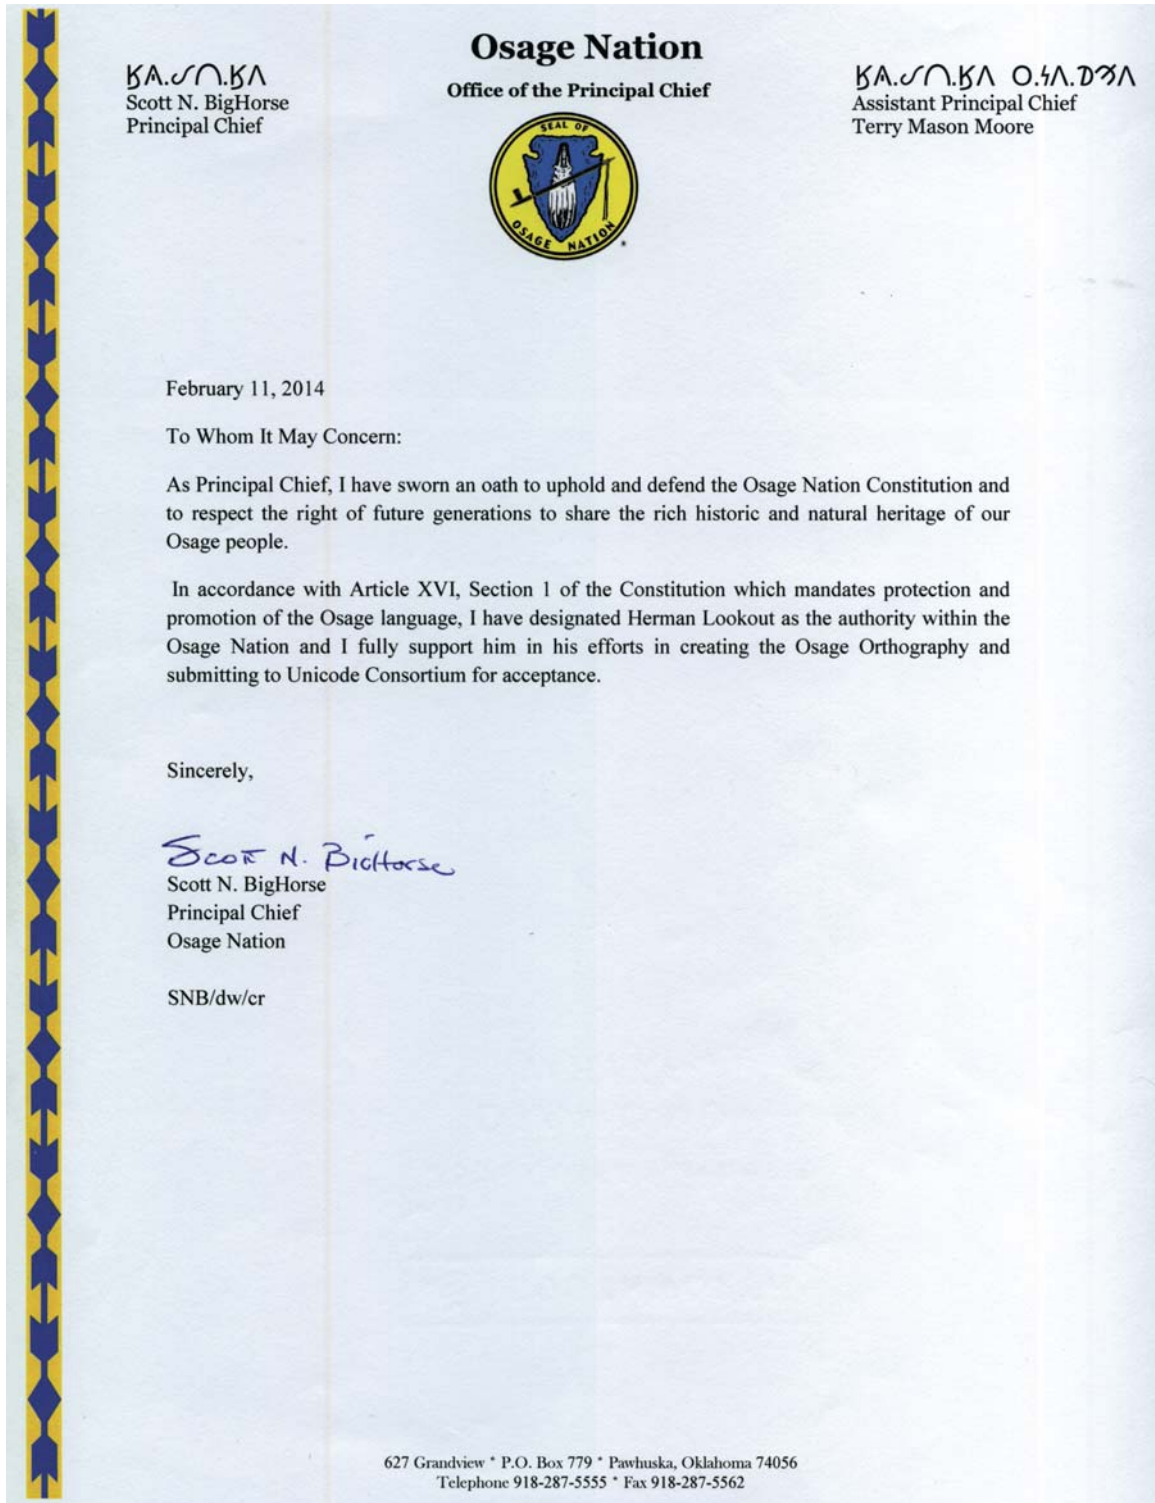 Osage Nation
Office of the Principal Chief
Scott N. BigHorse
Principal Chief
Assistant Principal Chief
Terry Mason Moore
SEAL OF
OSAGE NATION
February 11, 2014
To Whom It May Concern:
As Principal Chief, I have sworn an oath to uphold and defend the Osage Nation Constitution and
to respect the right of future generations to share the rich historic and natural heritage of our
Osage people.
In accordance with Article XVI, Section 1 of the Constitution which mandates protection and
promotion of the Osage language, I have designated Herman Lookout as the authority within the
Osage Nation and I fully support him in his efforts in creating the Osage Orthography and
submitting to Unicode Consortium for acceptance.
Sincerely,
Scott N. BigHorse
Scott N. BigHorse
Principal Chief
Osage Nation
SNB/dw/cr
627 Grandview * P.O. Box 779 * Pawhuska, Oklahoma 74056
Telephone 918-287-5555 * Fax 918-287-5562